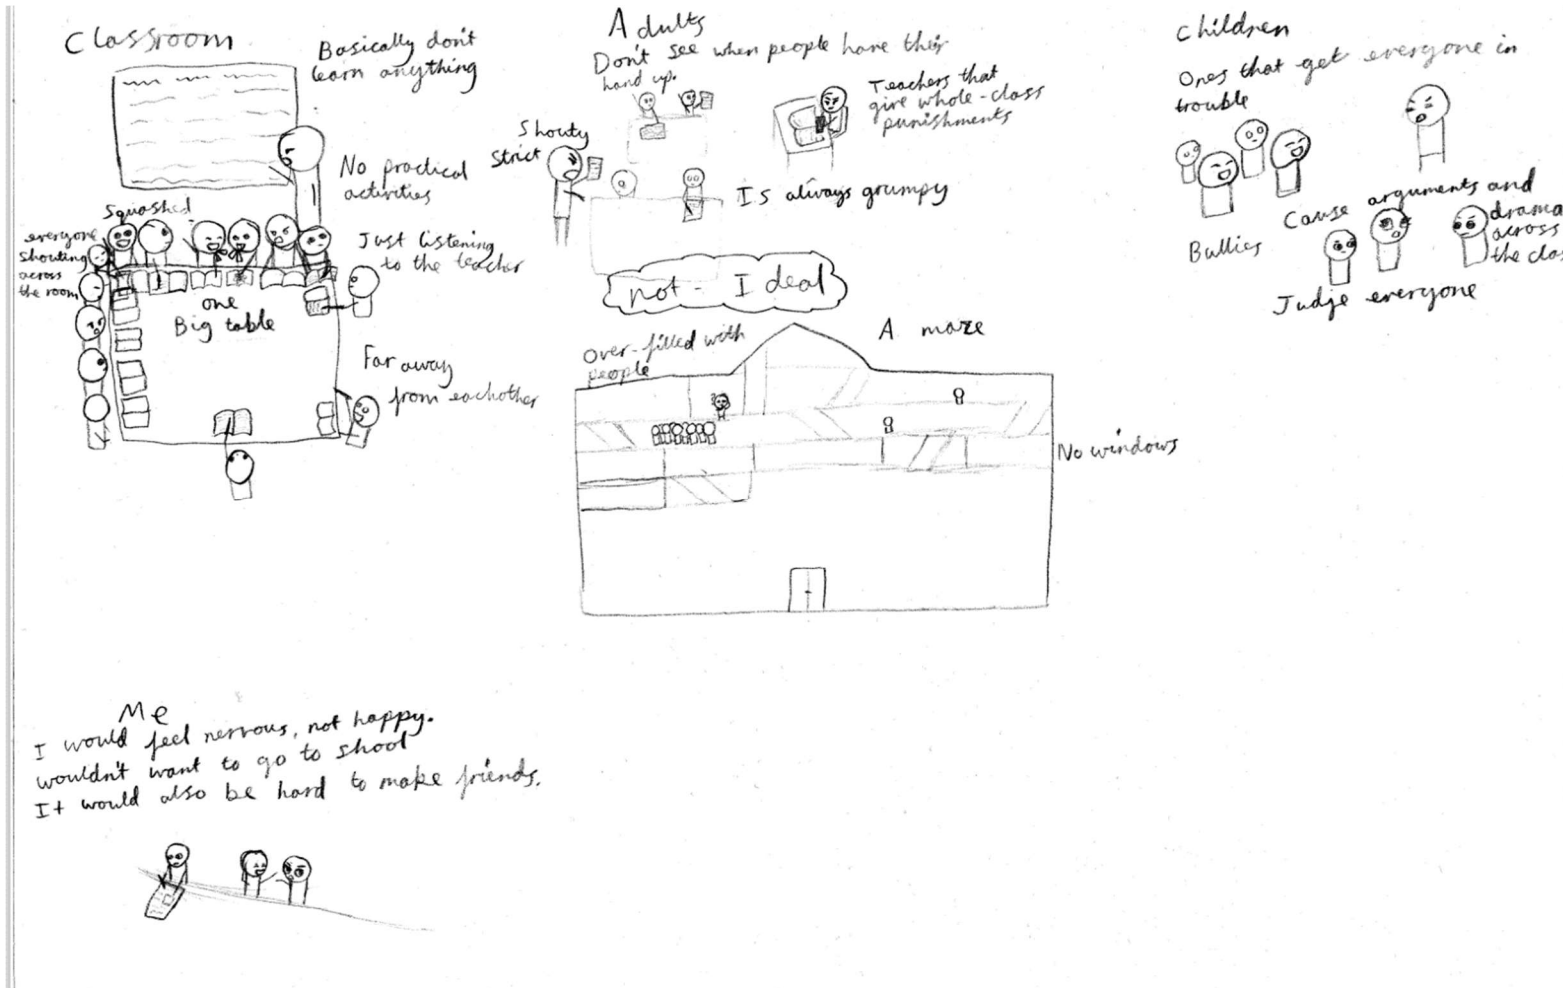 Classroom
Basically don't
learn anything
No practical
activities
Squashed
everyone
shouting
across
the room
Just listening
to the teacher
one
Big table
Far away
from eachother
Adults
Don't see when people have their
hand up.
Teachers that
give whole-class
punishments
Shouty
Strict
Is always grumpy
not - Ideal
Over-filled with
people
A maze
No windows
Children
Ones that get everyone in
trouble
Bullies
Cause arguments and
drama
across
the clas
Judje everyone
Me
I would feel nervous, not happy.
wouldn't want to go to shool
It would also be hard to make friends.